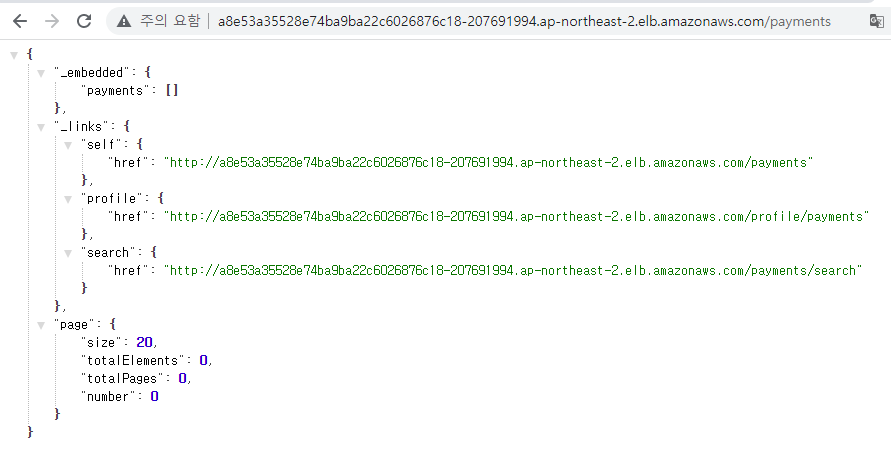 주의 요함 | a8e53a35528e74ba9ba22c6026876c18-207691994.ap-northeast-2.elb.amazonaws.com/payments
{
"_embedded": {
"payments": []
},
"_links": {
"self": {
"href": "http://a8e53a35528e74ba9ba22c6026876c18-207691994.ap-northeast-2.elb.amazonaws.com/payments"
},
"profile": {
"href": "http://a8e53a35528e74ba9ba22c6026876c18-207691994.ap-northeast-2.elb.amazonaws.com/profile/payments"
},
"search": {
"href": "http://a8e53a35528e74ba9ba22c6026876c18-207691994.ap-northeast-2.elb.amazonaws.com/payments/search"
}
},
"page": {
"size": 20,
"totalElements": 0,
"totalPages": 0,
"number": 0
}
}